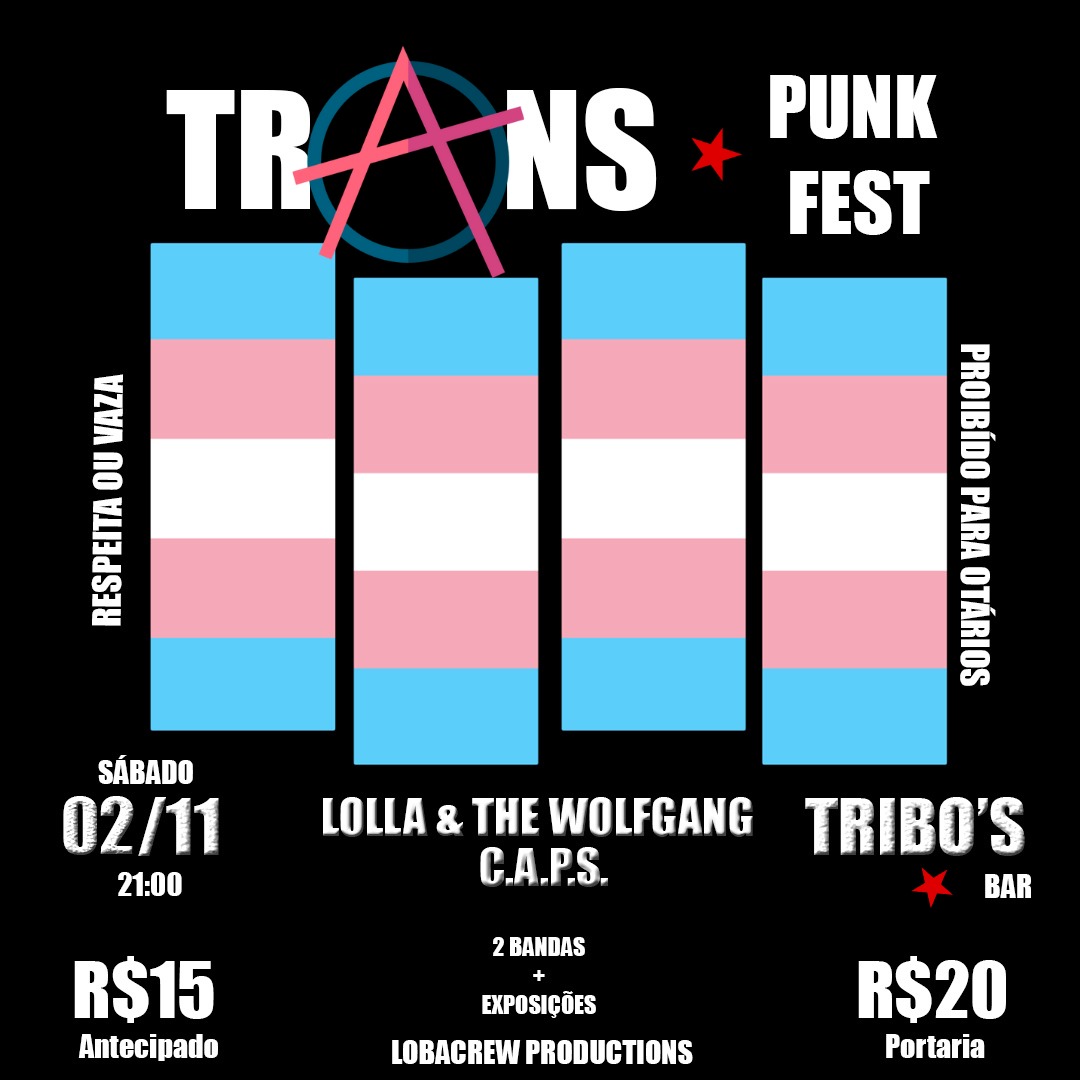 TRANS
PUNK
FEST
RESPEITA OU VAZA
PROIBÍDO PARA OTÁRIOS
SÁBADO
02/11
21:00
LOLLA & THE WOLFGANG
C.A.P.S.
TRIBO'S
BAR
2 BANDAS
+
EXPOSIÇÕES
R$15
Antecipado
R$20
Portaria
LOBACREW PRODUCTIONS